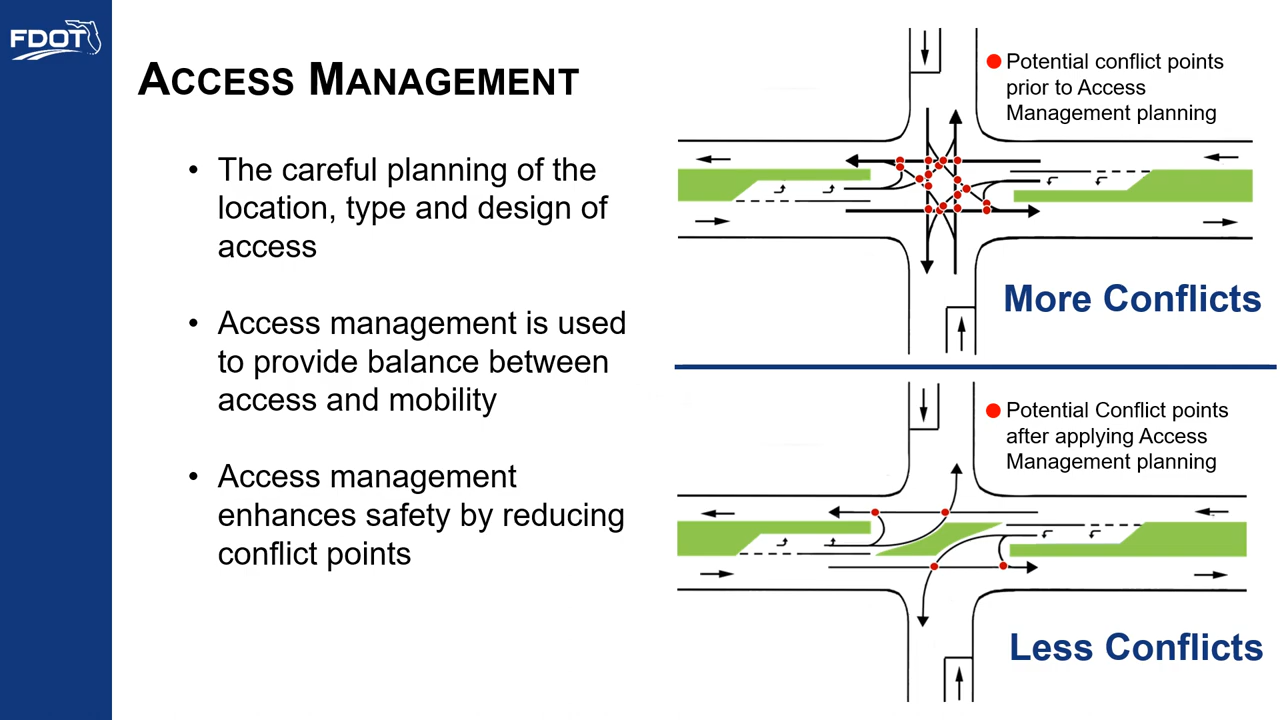 FDOT
ACCESS MANAGEMENT
• The careful planning of the
location, type and design of
access
• Access management is used
to provide balance between
access and mobility
• Access management
enhances safety by reducing
conflict points
Potential conflict points
prior to Access
Management planning
More Conflicts
Potential Conflict points
after applying Access
Management planning
Less Conflicts